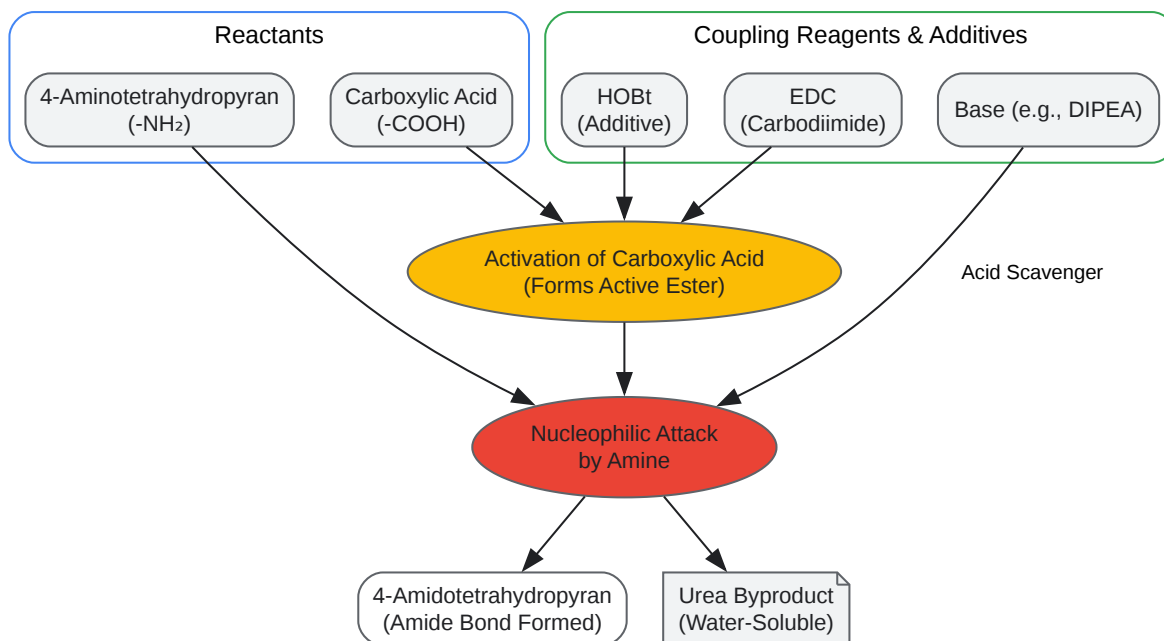 Reactants
Coupling Reagents & Additives
4-Aminotetrahydropyran
(-NH₂)
Carboxylic Acid
(-COOH)
HOBt
(Additive)
EDC
(Carbodiimide)
Base (e.g., DIPEA)
Activation of Carboxylic Acid
(Forms Active Ester)
Acid Scavenger
Nucleophilic Attack
by Amine
4-Amidotetrahydropyran
(Amide Bond Formed)
Urea Byproduct
(Water-Soluble)